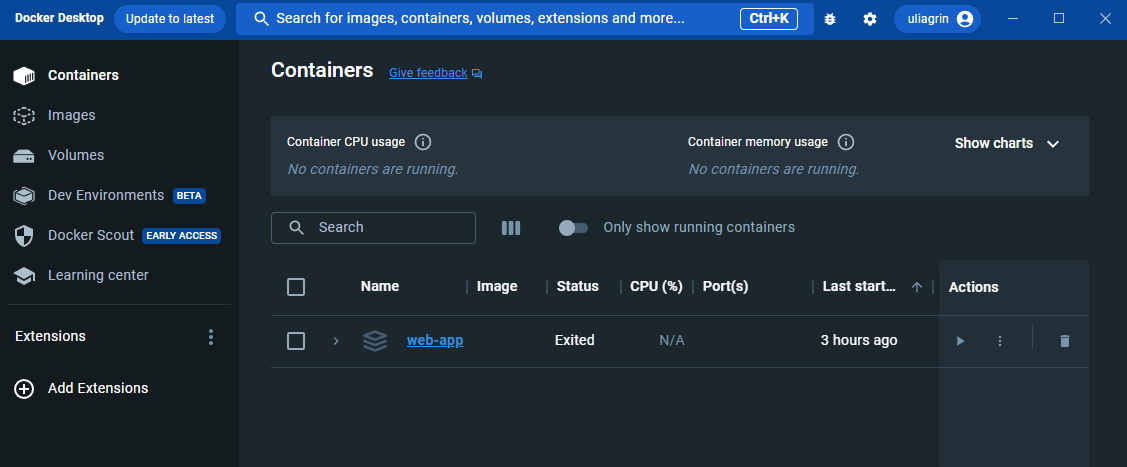 Docker Desktop Update to latest Search for images, containers, volumes, extensions and more... Ctrl+K uliagrin
Containers
Images
Volumes
Dev Environments BETA
Docker Scout EARLY ACCESS
Learning center
Extensions
Add Extensions
Containers Give feedback
Container CPU usage
No containers are running.
Container memory usage
No containers are running.
Show charts
Search Only show running containers
Name Image Status CPU (%) Port(s) Last start... Actions
web-app Exited N/A 3 hours ago